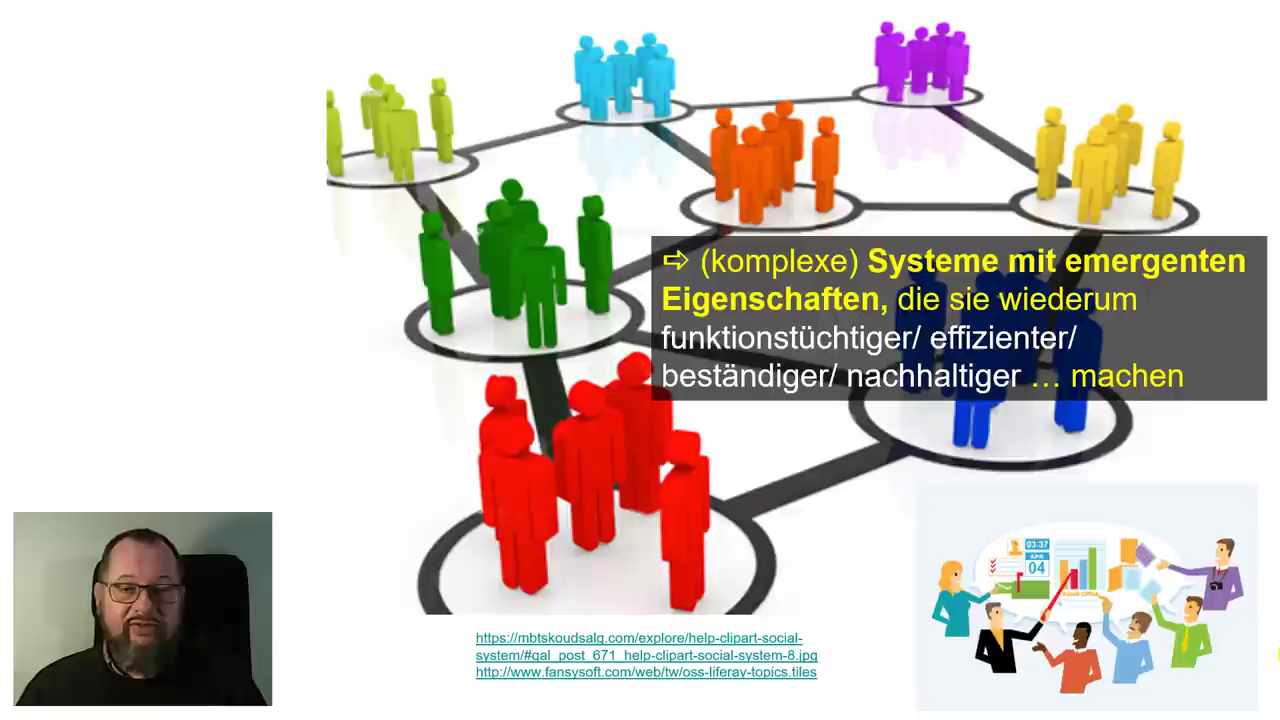 ⇨ (komplexe) Systeme mit emergenten
Eigenschaften, die sie wiederum
funktionstüchtiger/ effizienter/
beständiger/ nachhaltiger … machen
03:37
APR
04
https://mbtskoudsalg.com/explore/help-clipart-social-
system/#gal_post_671_help-clipart-social-system-8.jpg
http://www.fansysoft.com/web/tw/oss-liferay-topics.tiles